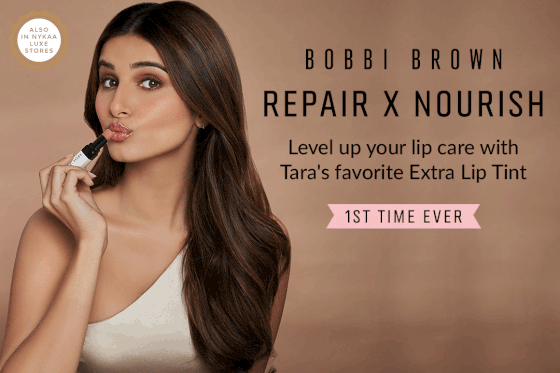 ALSO
IN NYKAA
LUXE
STORES
BOBBI BROWN
REPAIR X NOURISH
Level up your lip care with
Tara's favorite Extra Lip Tint
1ST TIME EVER